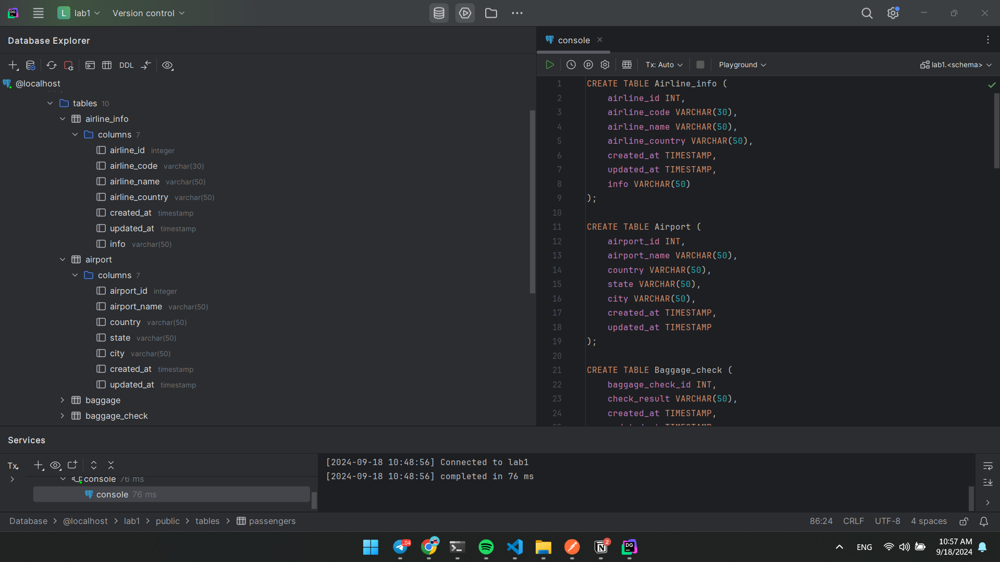 L lab1 Version control
Database Explorer
DDL
@localhost
tables 10
airline_info
columns 7
airline_id integer
airline_code varchar(30)
airline_name varchar(50)
airline_country varchar(50)
created_at timestamp
updated_at timestamp
info varchar(50)
airport
columns 7
airport_id integer
airport_name varchar(50)
country varchar(50)
state varchar(50)
city varchar(50)
created_at timestamp
updated_at timestamp
baggage
baggage_check
console
Tx: Auto Playground lab1.<schema>
1 CREATE TABLE Airline_info (
2 airline_id INT,
3 airline_code VARCHAR(30),
4 airline_name VARCHAR(50),
5 airline_country VARCHAR(50),
6 created_at TIMESTAMP,
7 updated_at TIMESTAMP,
8 info VARCHAR(50)
9 );
10
11 CREATE TABLE Airport (
12 airport_id INT,
13 airport_name VARCHAR(50),
14 country VARCHAR(50),
15 state VARCHAR(50),
16 city VARCHAR(50),
17 created_at TIMESTAMP,
18 updated_at TIMESTAMP
19 );
20
21 CREATE TABLE Baggage_check (
22 baggage_check_id INT,
23 check_result VARCHAR(50),
24 created_at TIMESTAMP,
Services
Tx
console 76 ms
console 76 ms
[2024-09-18 10:48:56] Connected to lab1
[2024-09-18 10:48:56] completed in 76 ms
Database > @localhost > lab1 > public > tables > passengers
86:24 CRLF UTF-8 4 spaces
..04
2
DG
ENG
10:57 AM
9/18/2024